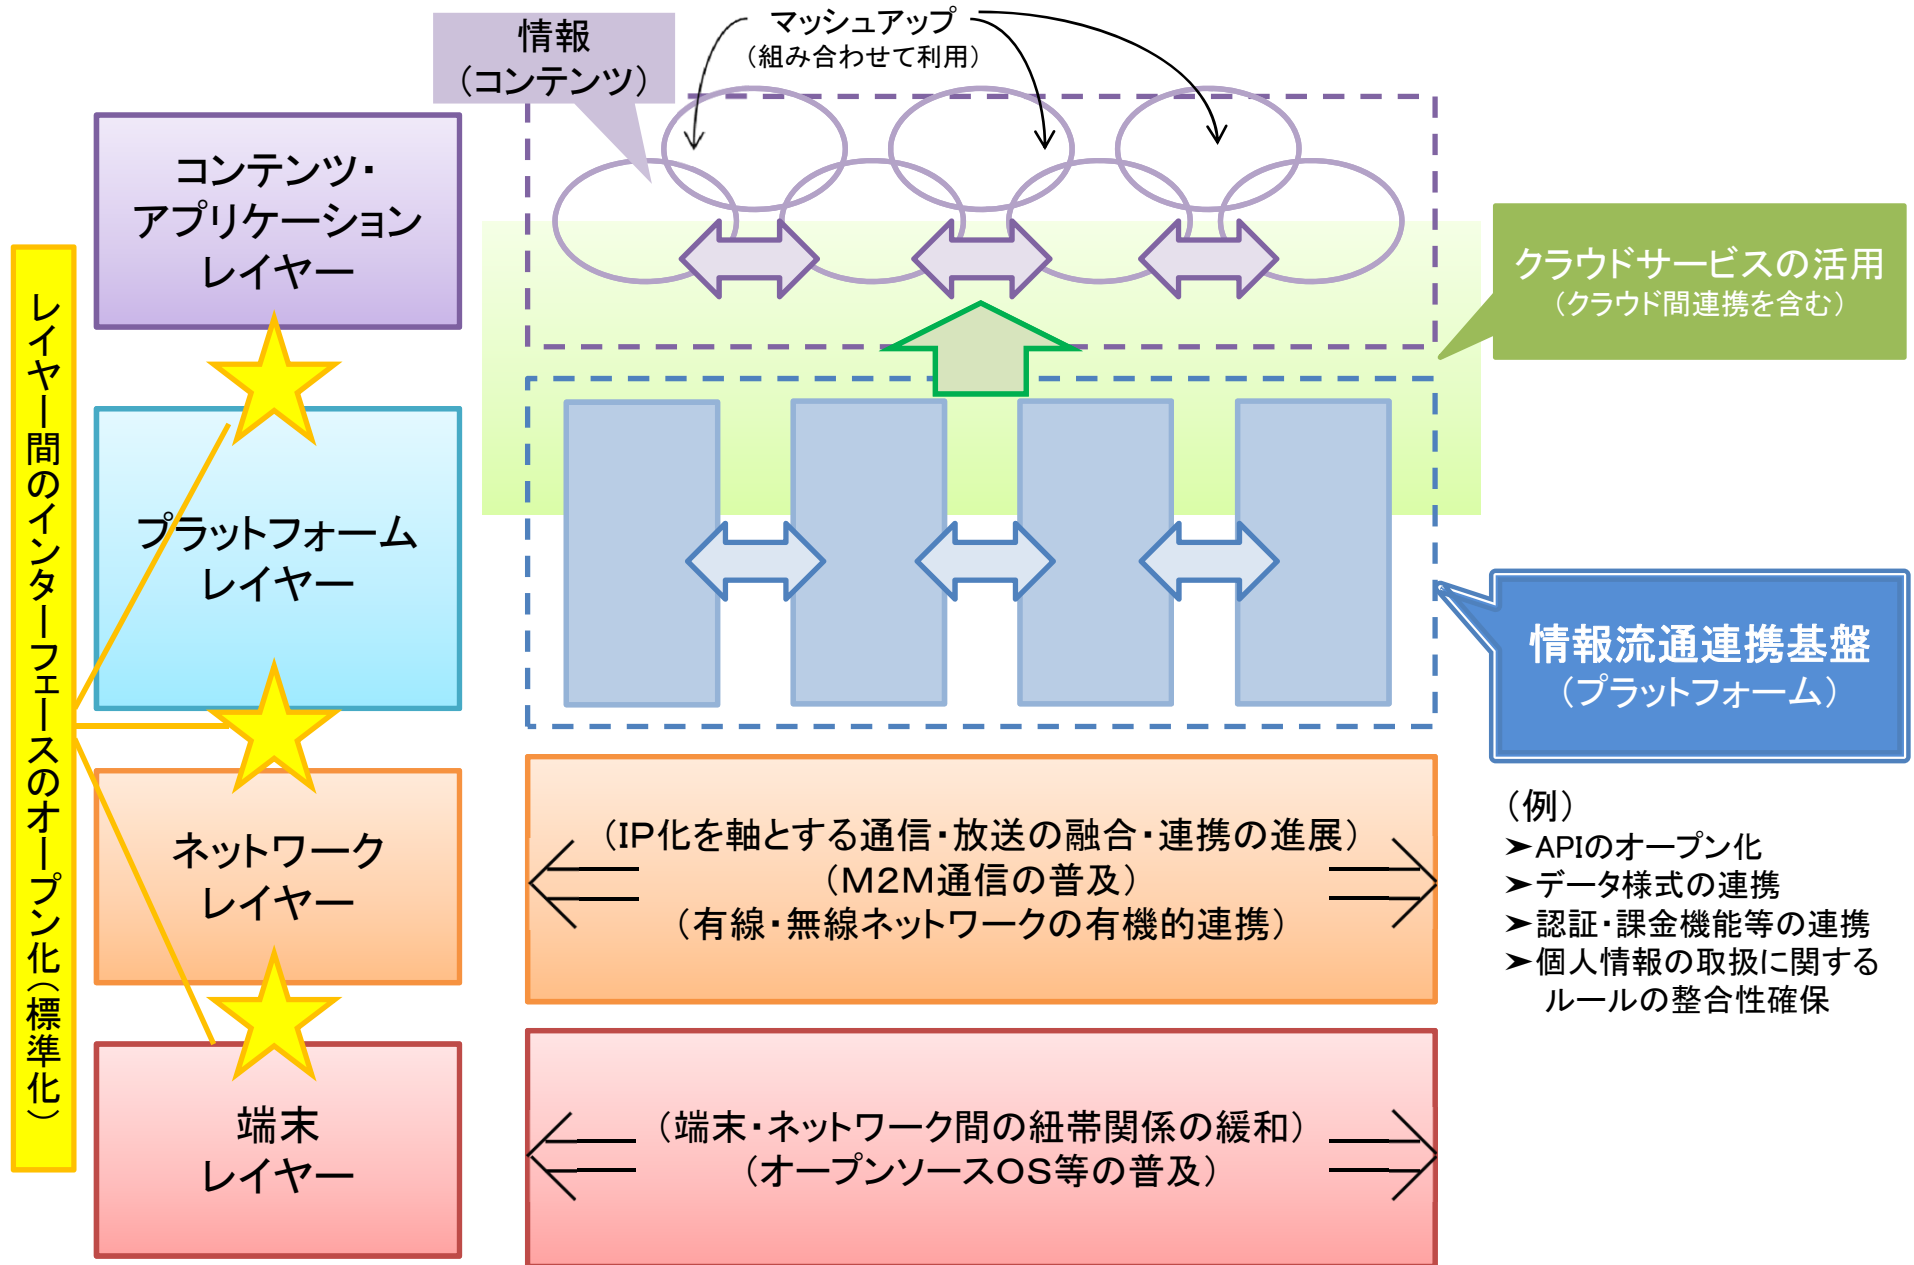 情報
（コンテンツ）
マッシュアップ
（組み合わせて利用）
コンテンツ・
アプリケーション
レイヤー
クラウドサービスの活用
（クラウド間連携を含む）
レイヤー間のインターフェースのオープン化（標準化）
プラットフォーム
レイヤー
情報流通連携基盤
（プラットフォーム）
ネットワーク
レイヤー
（IP化を軸とする通信・放送の融合・連携の進展）
（M2M通信の普及）
（有線・無線ネットワークの有機的連携）
（例）
➤APIのオープン化
➤データ様式の連携
➤認証・課金機能等の連携
➤個人情報の取扱に関する
ルールの整合性確保
端末
レイヤー
（端末・ネットワーク間の紐帯関係の緩和）
（オープンソースOS等の普及）